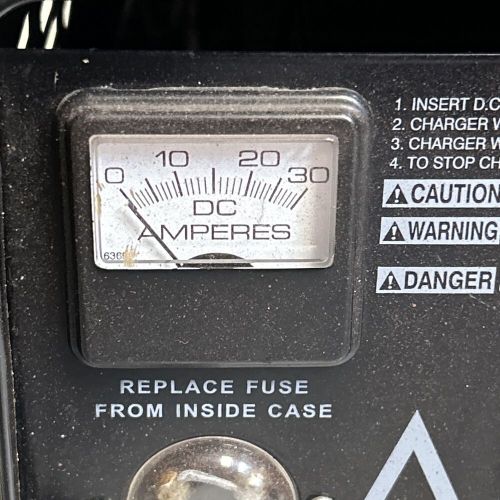 0 10 20 30
DC
AMPERES
REPLACE FUSE
FROM INSIDE CASE
1. INSERT D.C
2. CHARGER W
3. CHARGER W
4. TO STOP CH
CAUTION
WARNING
DANGER